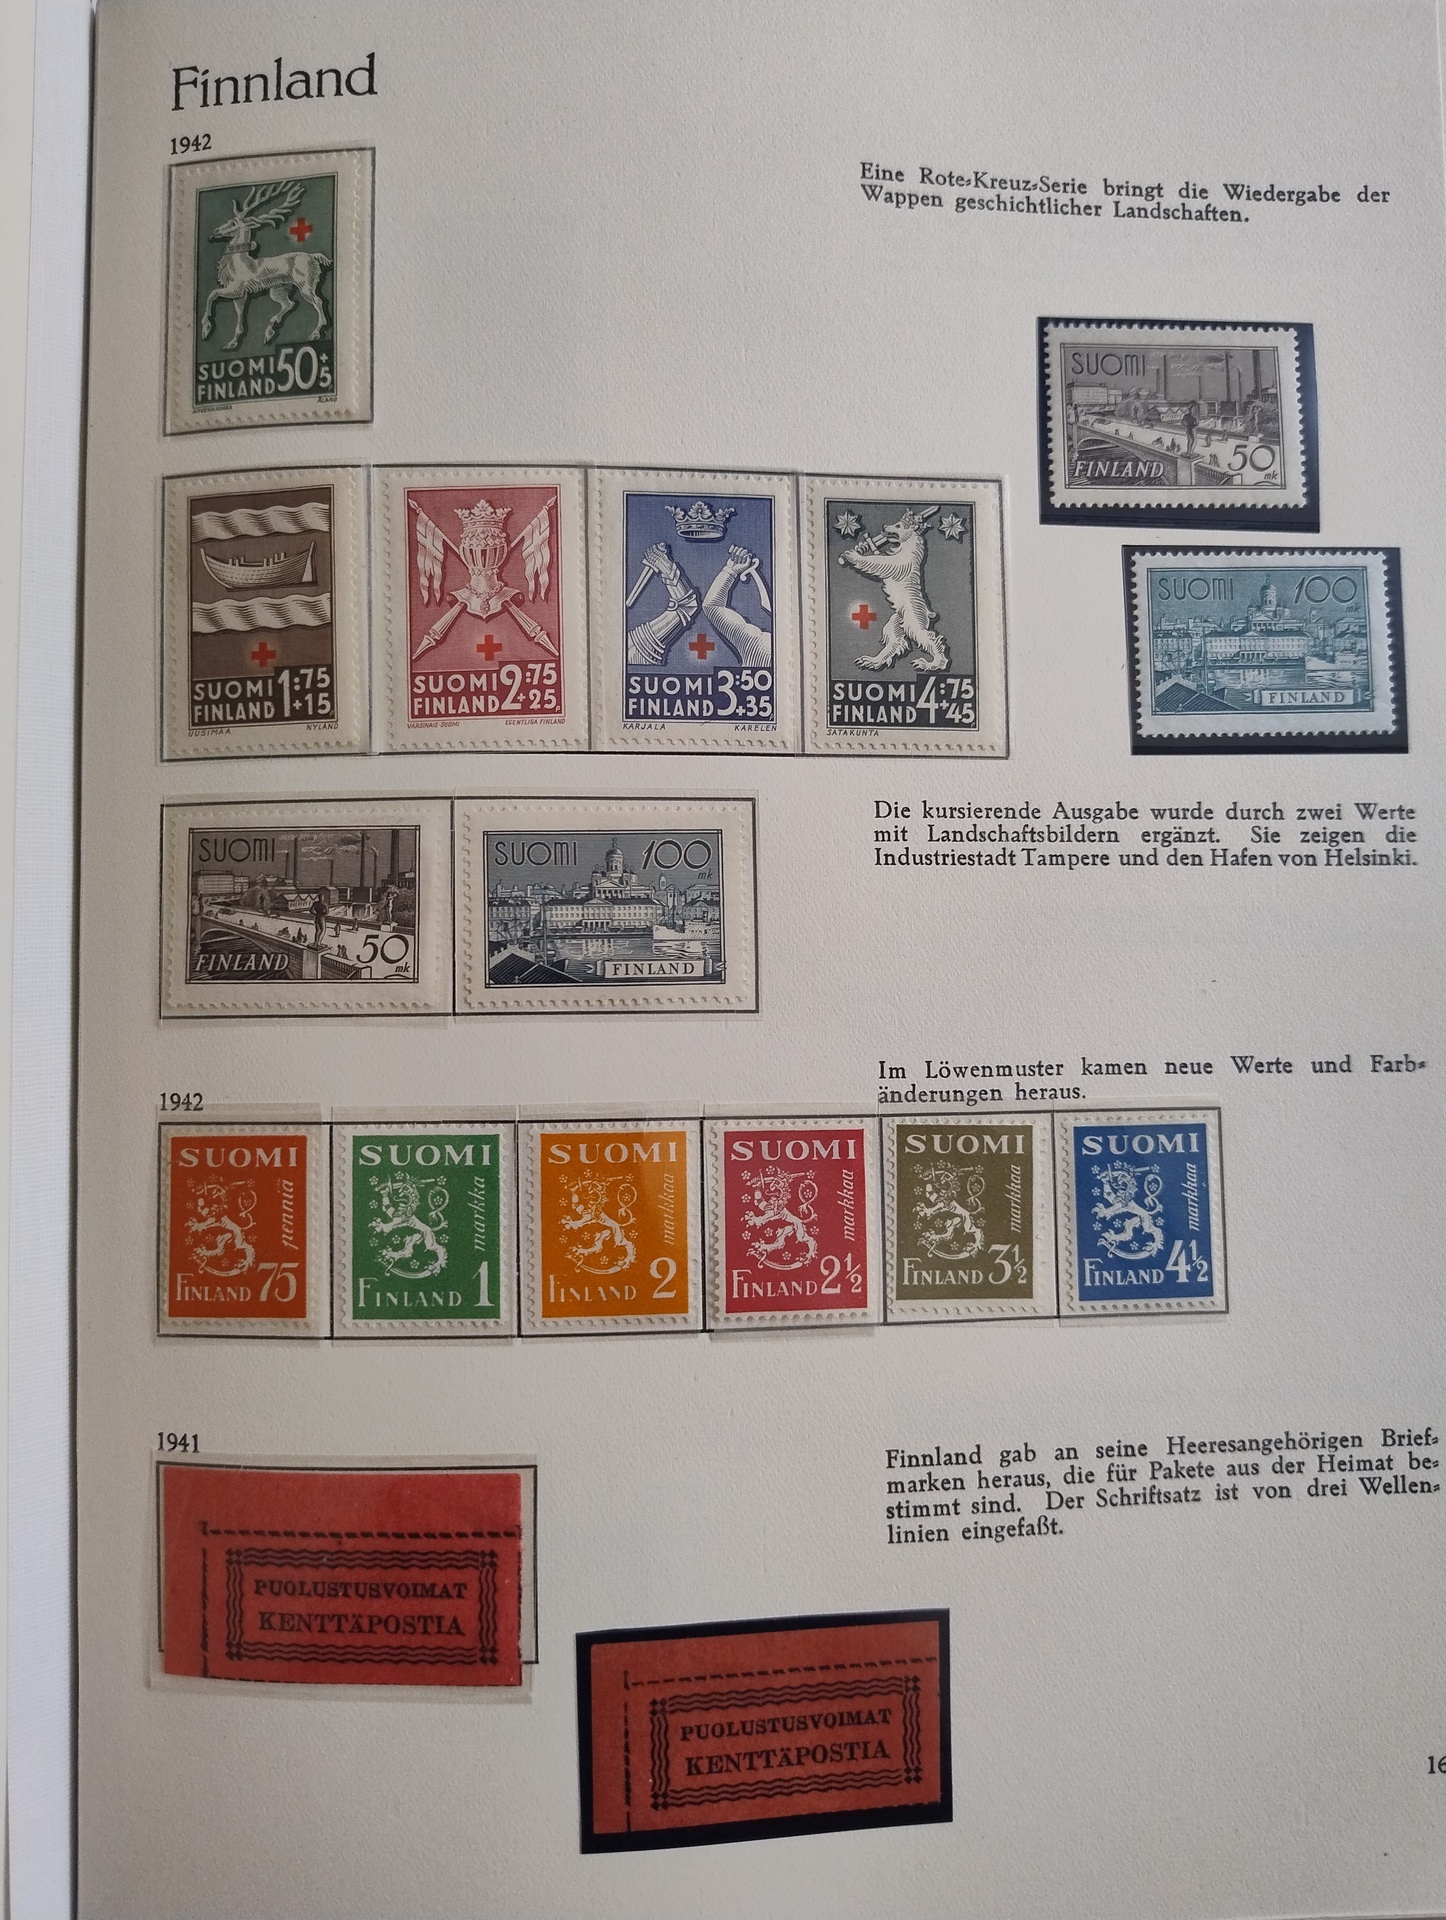 Finnland
1942
Eine Rote-Kreuz-Serie bringt die Wiedergabe der
Wappen geschichtlicher Landschaften.
SUOMI 50+5
FINLAND
ÅLAND
SUOMI
50 mk
FINLAND
SUOMI 1:75
FINLAND +15 P.
UUSIMAA NYLAND
SUOMI 2:75
FINLAND +25 P.
VARSINAIS-SUOMI EGENTLIGA FINLAND
SUOMI 3:50
FINLAND +35 P.
KARJALA KARELEN
SUOMI 4:75
FINLAND +45 P.
SATAKUNTA
SUOMI 100 mk
FINLAND
SUOMI
50 mk
FINLAND
SUOMI 100 mk
FINLAND
Die kursierende Ausgabe wurde durch zwei Werte
mit Landschaftsbildern ergänzt. Sie zeigen die
Industriestadt Tampere und den Hafen von Helsinki.
Im Löwenmuster kamen neue Werte und Farb-
änderungen heraus.
1942
SUOMI
penniä
FINLAND 75
SUOMI
markka
FINLAND 1
SUOMI
markkaa
FINLAND 2
SUOMI
markkaa
FINLAND 2½
SUOMI
markkaa
FINLAND 3½
SUOMI
markkaa
FINLAND 4½
1941
Finnland gab an seine Heeresangehörigen Brief-
marken heraus, die für Pakete aus der Heimat be-
stimmt sind. Der Schriftsatz ist von drei Wellen-
linien eingefaßt.
PUOLUSTUSVOIMAT
KENTTÄPOSTIA
PUOLUSTUSVOIMAT
KENTTÄPOSTIA
16